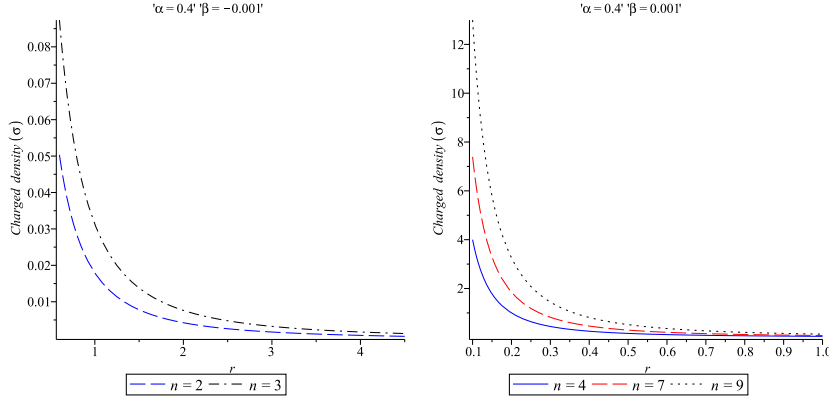 'α = 0.4' 'β = −0.001'
Charged density (σ)
0.08
0.07
0.06
0.05
0.04
0.03
0.02
0.01
1 2 3 4
r
n = 2 n = 3
'α = 0.4' 'β = 0.001'
Charged density (σ)
12
10
8
6
4
2
0.1 0.2 0.3 0.4 0.5 0.6 0.7 0.8 0.9 1.0
r
n = 4 n = 7 n = 9